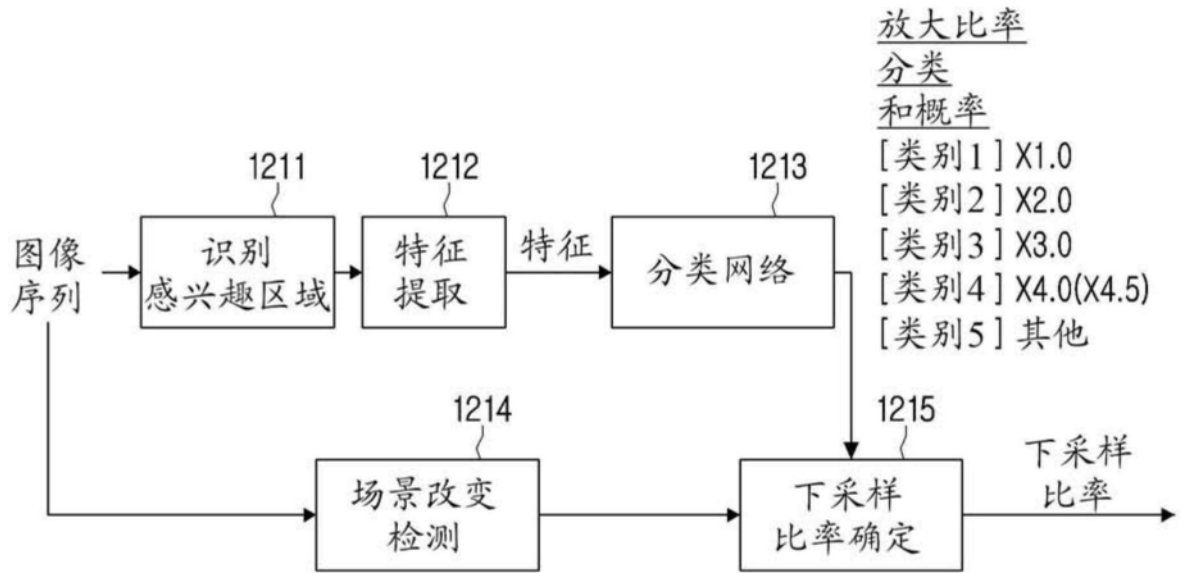 放大比率
分类
和概率
[类别1] X1.0
[类别2] X2.0
[类别3] X3.0
[类别4] X4.0(X4.5)
[类别5] 其他
1211
1212
1213
图像
序列
识别
感兴趣区域
特征
提取
特征
分类网络
1214
1215
场景改变
检测
下采样
比率确定
下采样
比率